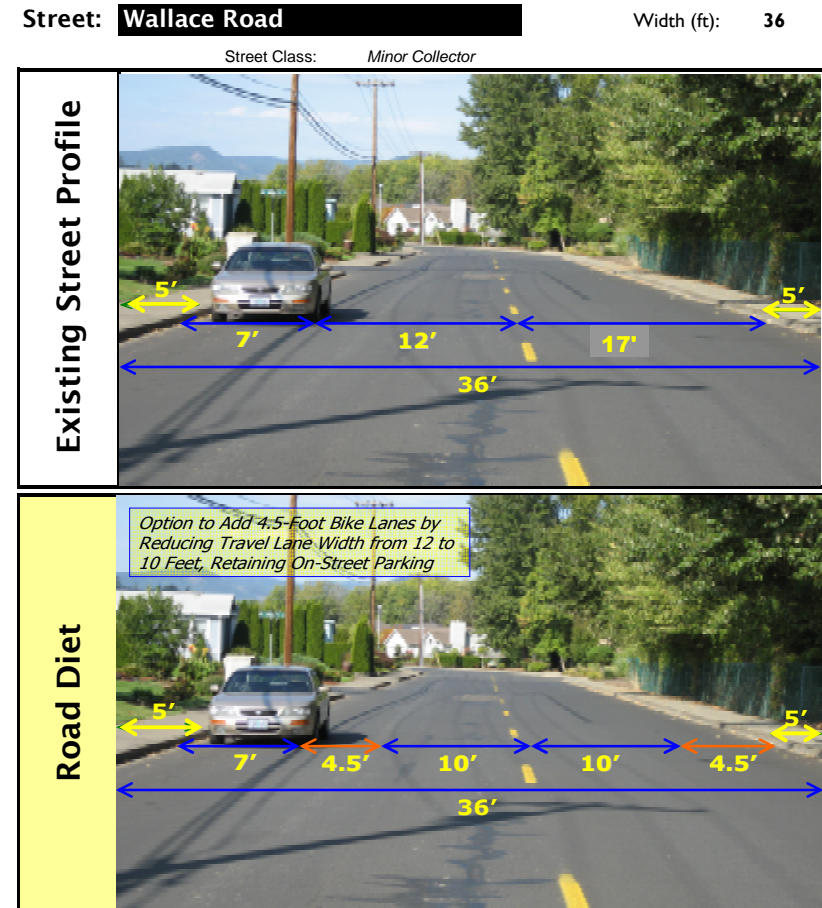 Street: Wallace Road Width (ft): 36
Street Class: Minor Collector
Existing Street Profile
5′ 5′
7′ 12′ 17'
36′
Road Diet
Option to Add 4.5-Foot Bike Lanes by
Reducing Travel Lane Width from 12 to
10 Feet, Retaining On-Street Parking
5′ 5′
7′ 4.5′ 10′ 10′ 4.5′
36′